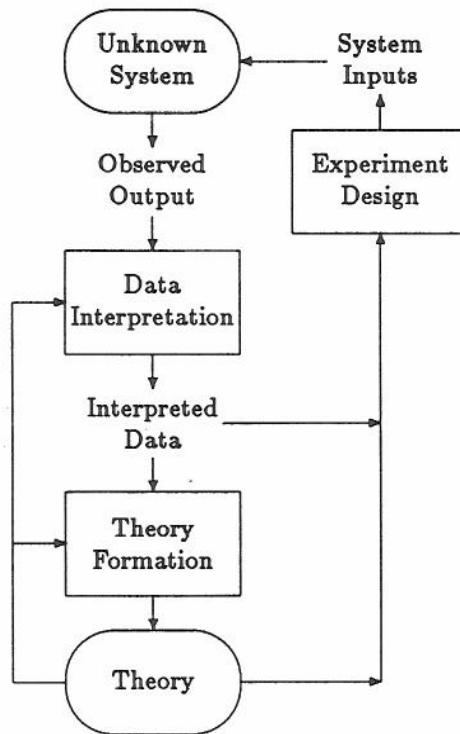 Unknown
System
System
Inputs
Observed
Output
Experiment
Design
Data
Interpretation
Interpreted
Data
Theory
Formation
Theory